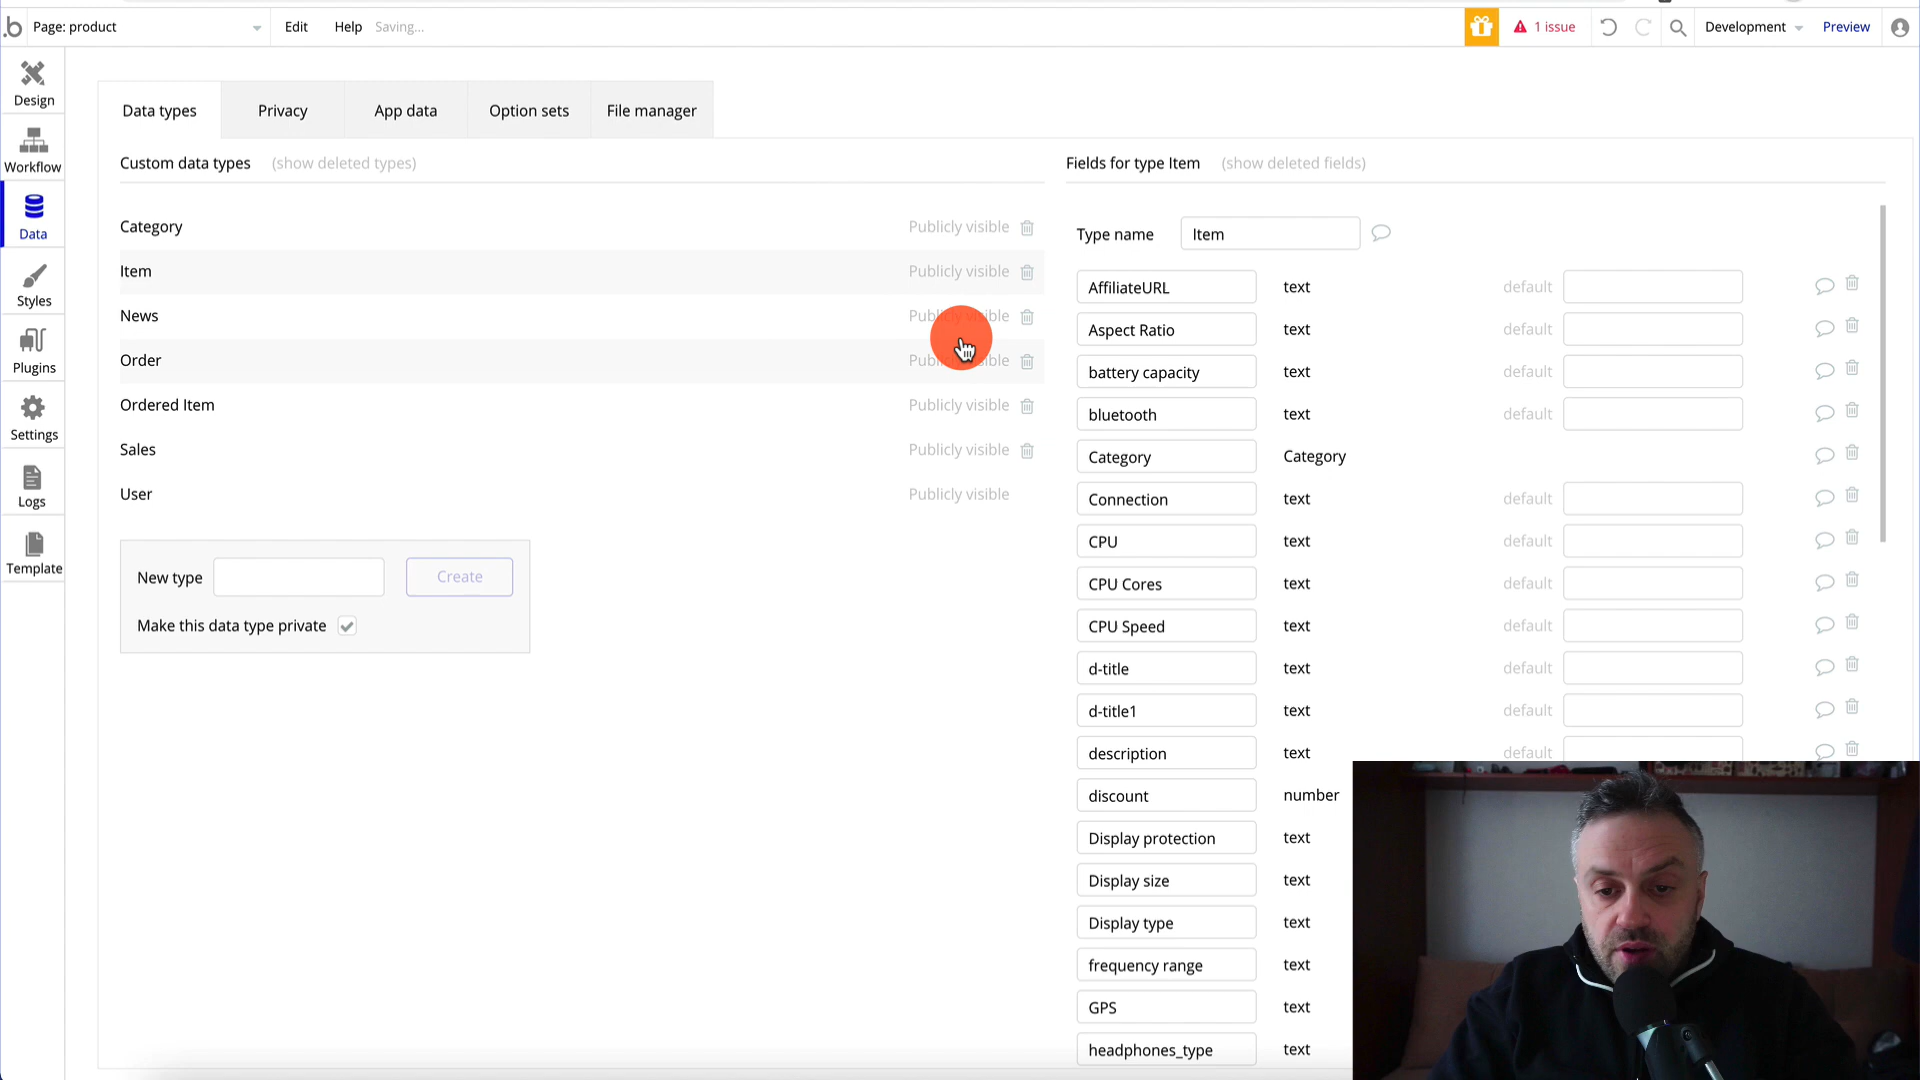 .b Page: product Edit Help Saving... 1 issue Development Preview
Design
Workflow
Data
Styles
Plugins
Settings
Logs
Template
Data types Privacy App data Option sets File manager
Custom data types (show deleted types)
Category Publicly visible
Item Publicly visible
News Publicly visible
Order Publicly visible
Ordered Item Publicly visible
Sales Publicly visible
User Publicly visible
New type Create
Make this data type private
Fields for type Item (show deleted fields)
Type name Item
AffiliateURL text default
Aspect Ratio text default
battery capacity text default
bluetooth text default
Category Category
Connection text default
CPU text default
CPU Cores text default
CPU Speed text default
d-title text default
d-title1 text default
description text default
discount number
Display protection text
Display size text
Display type text
frequency range text
GPS text
headphones_type text